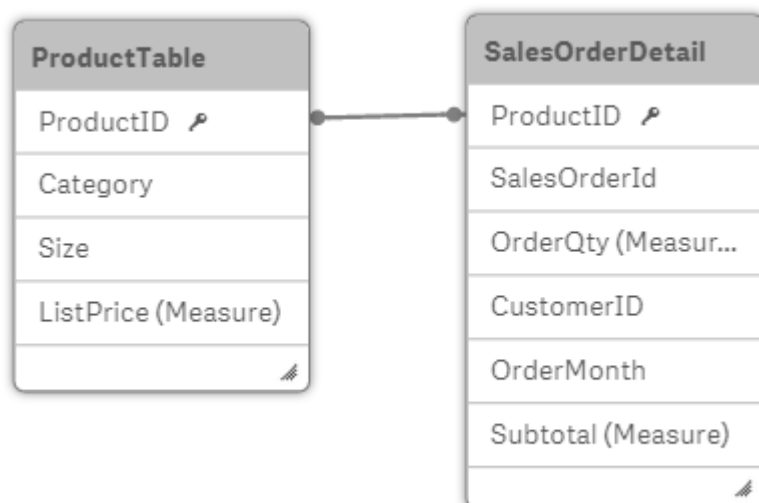 ProductTable
ProductID
Category
Size
ListPrice (Measure)
SalesOrderDetail
ProductID
SalesOrderId
OrderQty (Measur...
CustomerID
OrderMonth
Subtotal (Measure)